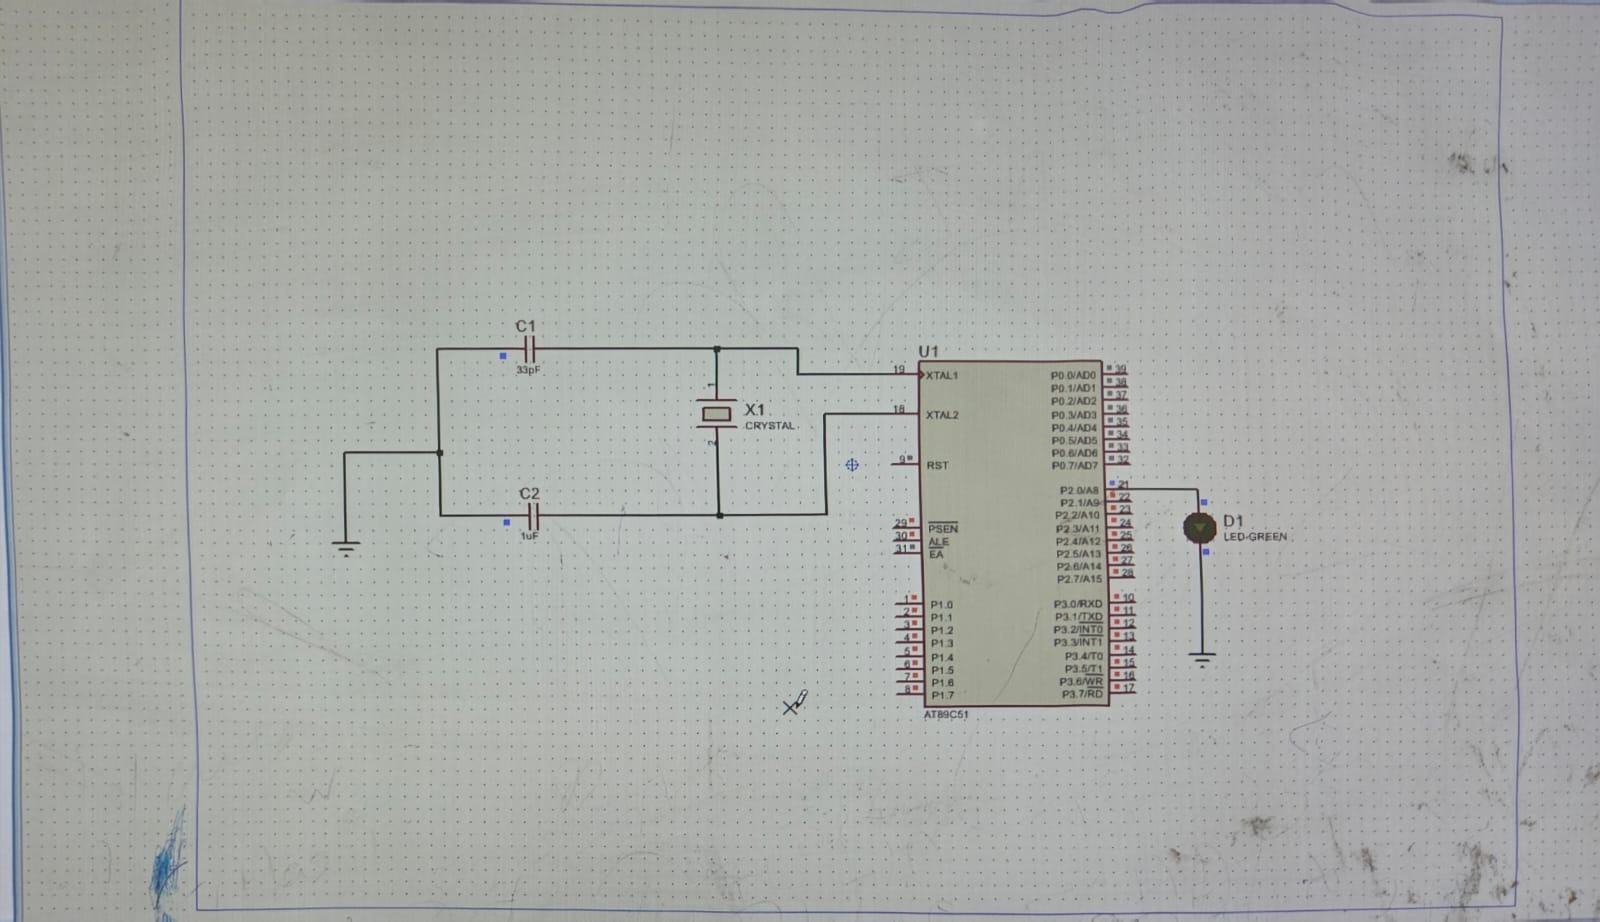 C1
33pF
X1
CRYSTAL
1
2
C2
1uF
U1
19
XTAL1
18
XTAL2
9
RST
29
PSEN
30
ALE
31
EA
1
P1.0
2
P1.1
3
P1.2
4
P1.3
5
P1.4
6
P1.5
7
P1.6
8
P1.7
P0.0/AD0
39
P0.1/AD1
38
P0.2/AD2
37
P0.3/AD3
36
P0.4/AD4
35
P0.5/AD5
34
P0.6/AD6
33
P0.7/AD7
32
P2.0/A8
21
P2.1/A9
22
P2.2/A10
23
P2.3/A11
24
P2.4/A12
25
P2.5/A13
26
P2.6/A14
27
P2.7/A15
28
P3.0/RXD
10
P3.1/TXD
11
P3.2/INT0
12
P3.3/INT1
13
P3.4/T0
14
P3.5/T1
15
P3.6/WR
16
P3.7/RD
17
AT89C51
D1
LED-GREEN